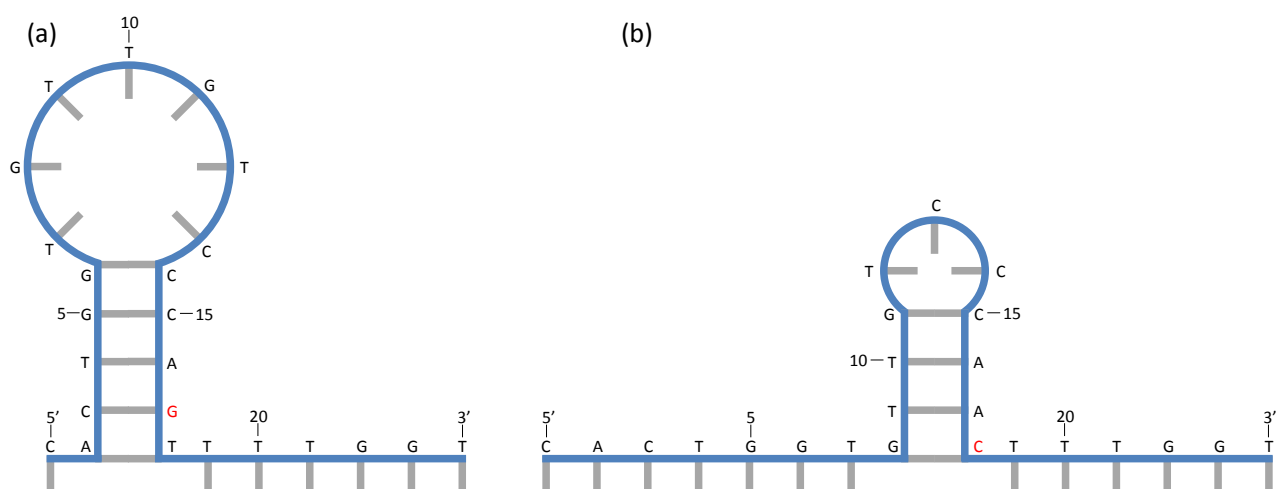 (a)
10
T
T G
G T
T C
G C
5 G C 15
T A
C G
5’ 20 3’
C A T T T T G G T
(b)
C
T C
G C 15
10 T A
T A
5’ 5 20 3’
C A C T G G T G C T T T G G T